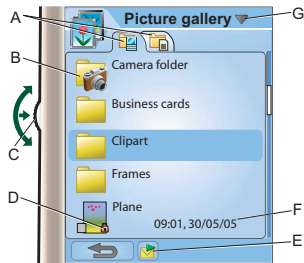 A
Picture gallery
G
B
Camera folder
Business cards
C
Clipart
Frames
D
Plane
F
09:01, 30/05/05
E